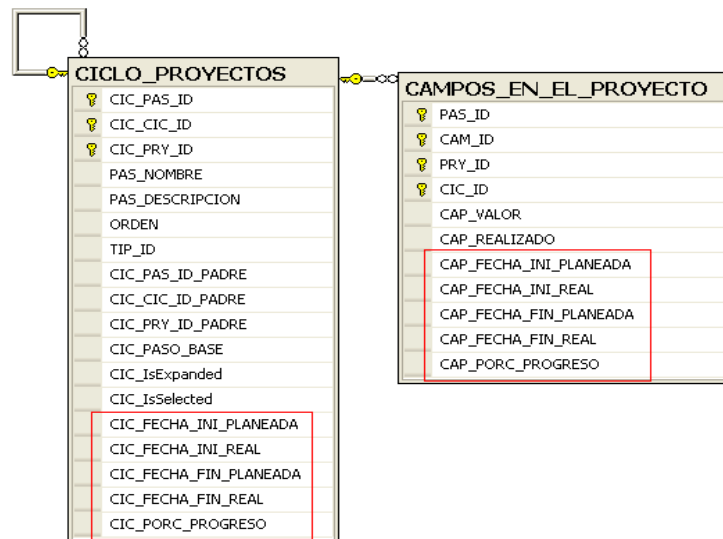 CICLO_PROYECTOS
CIC_PAS_ID
CIC_CIC_ID
CIC_PRY_ID
PAS_NOMBRE
PAS_DESCRIPCION
ORDEN
TIP_ID
CIC_PAS_ID_PADRE
CIC_CIC_ID_PADRE
CIC_PRY_ID_PADRE
CIC_PASO_BASE
CIC_IsExpanded
CIC_IsSelected
CIC_FECHA_INI_PLANEADA
CIC_FECHA_INI_REAL
CIC_FECHA_FIN_PLANEADA
CIC_FECHA_FIN_REAL
CIC_PORC_PROGRESO
CAMPOS_EN_EL_PROYECTO
PAS_ID
CAM_ID
PRY_ID
CIC_ID
CAP_VALOR
CAP_REALIZADO
CAP_FECHA_INI_PLANEADA
CAP_FECHA_INI_REAL
CAP_FECHA_FIN_PLANEADA
CAP_FECHA_FIN_REAL
CAP_PORC_PROGRESO